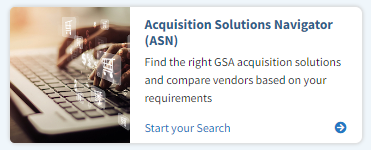 Acquisition Solutions Navigator
(ASN)
Find the right GSA acquisition solutions
and compare vendors based on your
requirements
Start your Search